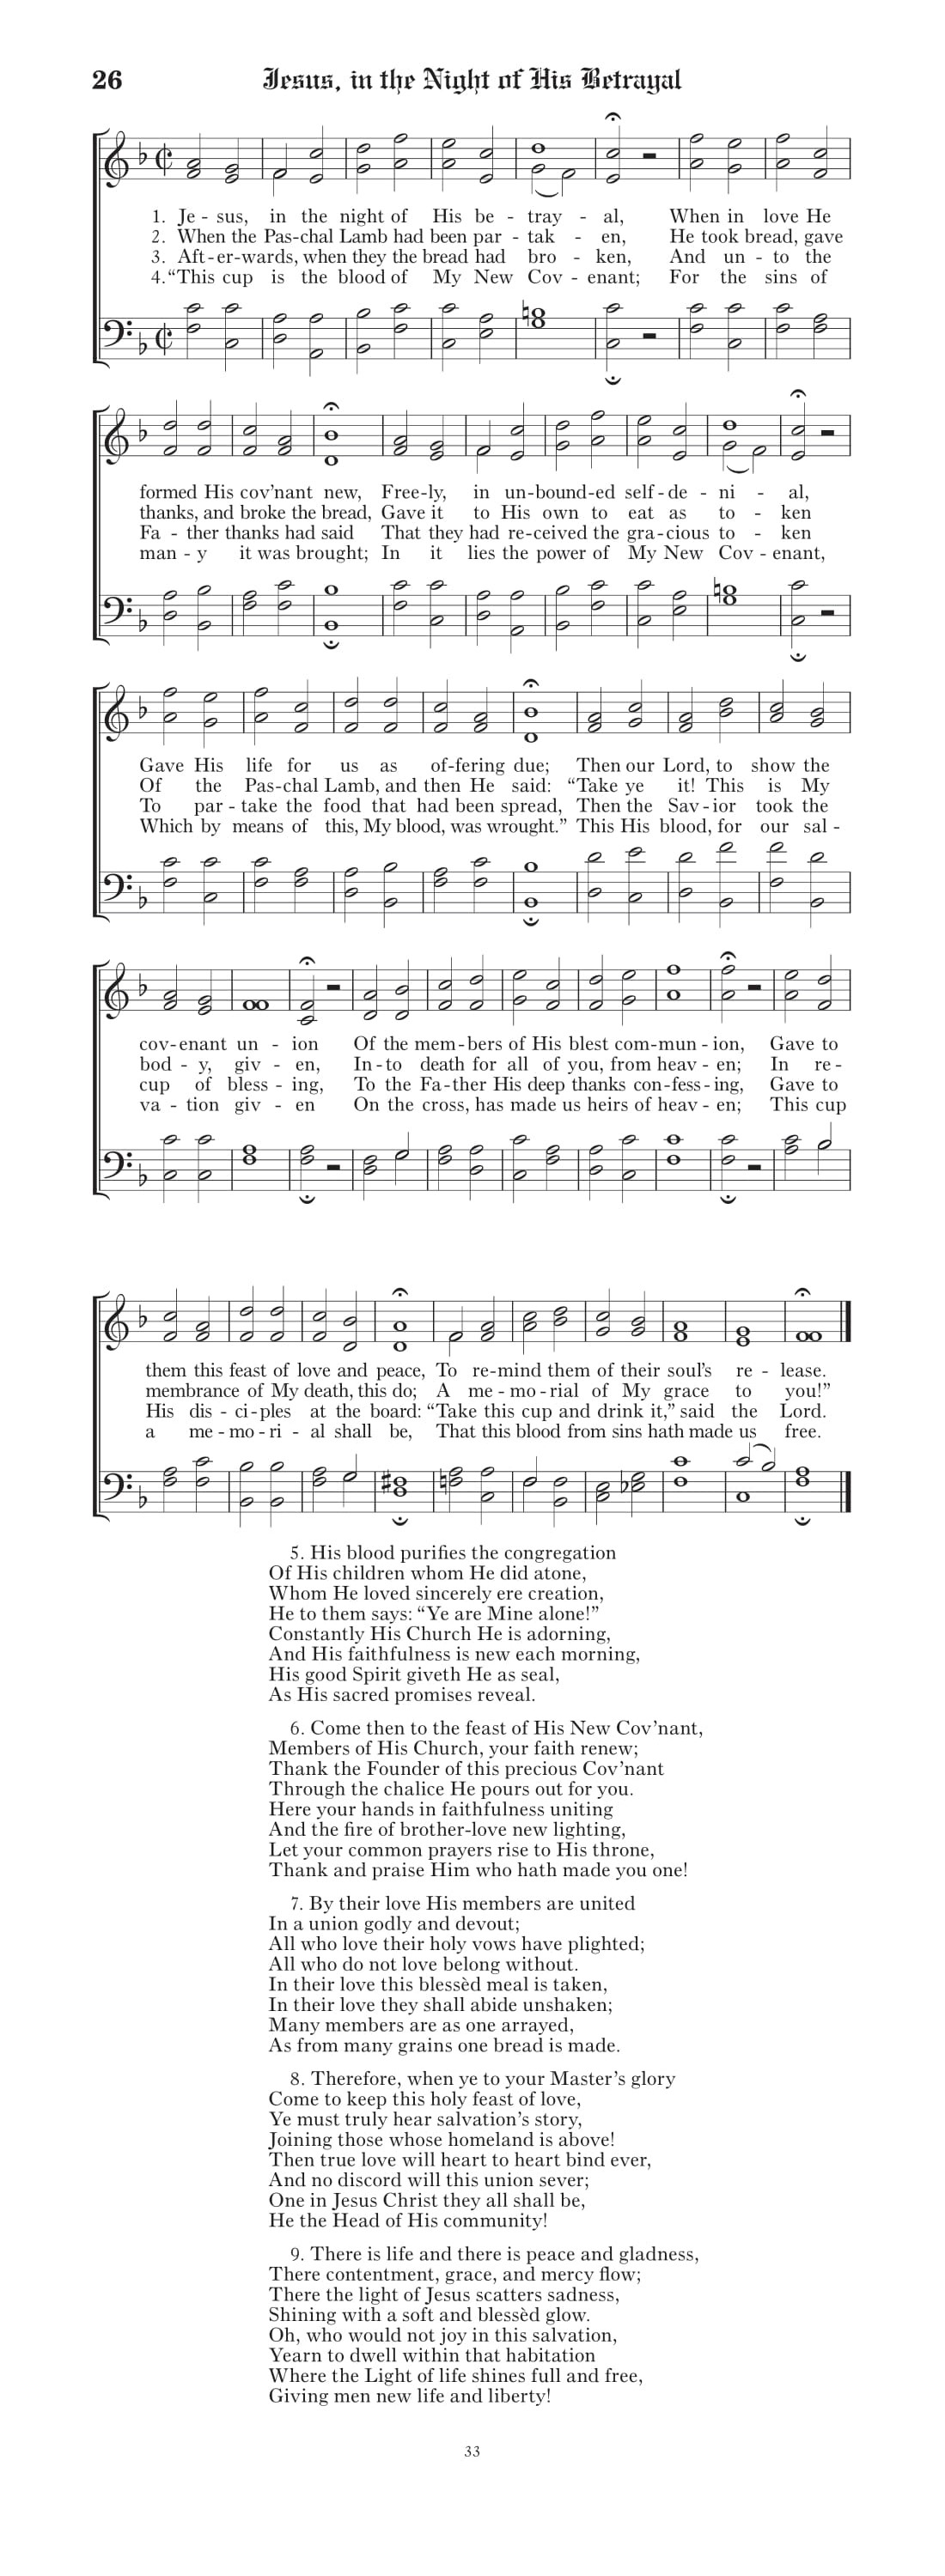 26 Jesus, in the Night of His Betrayal
1. Je - sus, in the night of His be - tray - al, When in love He
2. When the Pas-chal Lamb had been par - tak - en, He took bread, gave
3. Aft-er-wards, when they the bread had bro - ken, And un - to the
4. “This cup is the blood of My New Cov - enant; For the sins of
formed His cov’nant new, Free-ly, in un-bound-ed self-de - ni - al,
thanks, and broke the bread, Gave it to His own to eat as to - ken
Fa - ther thanks had said That they had re-ceived the gra-cious to - ken
man - y it was brought; In it lies the power of My New Cov - enant,
Gave His life for us as of-fering due; Then our Lord, to show the
Of the Pas-chal Lamb, and then He said: “Take ye it! This is My
To par - take the food that had been spread, Then the Sav-ior took the
Which by means of this, My blood, was wrought.” This His blood, for our sal -
cov-enant un - ion Of the mem-bers of His blest com-mun - ion, Gave to
bod - y, giv - en, In-to death for all of you, from heav - en; In re -
cup of bless - ing, To the Fa-ther His deep thanks con-fess-ing, Gave to
va - tion giv - en On the cross, has made us heirs of heav - en; This cup
them this feast of love and peace, To re-mind them of their soul’s re - lease.
membrance of My death, this do; A me-mo-rial of My grace to you!”
His dis - ci-ples at the board: “Take this cup and drink it,” said the Lord.
a me-mo-ri - al shall be, That this blood from sins hath made us free.
5. His blood purifies the congregation
Of His children whom He did atone,
Whom He loved sincerely ere creation,
He to them says: “Ye are Mine alone!”
Constantly His Church He is adorning,
And His faithfulness is new each morning,
His good Spirit giveth He as seal,
As His sacred promises reveal.
6. Come then to the feast of His New Cov’nant,
Members of His Church, your faith renew;
Thank the Founder of this precious Cov’nant
Through the chalice He pours out for you.
Here your hands in faithfulness uniting
And the fire of brother-love new lighting,
Let your common prayers rise to His throne,
Thank and praise Him who hath made you one!
7. By their love His members are united
In a union godly and devout;
All who love their holy vows have plighted;
All who do not love belong without.
In their love this blessèd meal is taken,
In their love they shall abide unshaken;
Many members are as one arrayed,
As from many grains one bread is made.
8. Therefore, when ye to your Master’s glory
Come to keep this holy feast of love,
Ye must truly hear salvation’s story,
Joining those whose homeland is above!
Then true love will heart to heart bind ever,
And no discord will this union sever;
One in Jesus Christ they all shall be,
He the Head of His community!
9. There is life and there is peace and gladness,
There contentment, grace, and mercy flow;
There the light of Jesus scatters sadness,
Shining with a soft and blessèd glow.
Oh, who would not joy in this salvation,
Yearn to dwell within that habitation
Where the Light of life shines full and free,
Giving men new life and liberty!
33